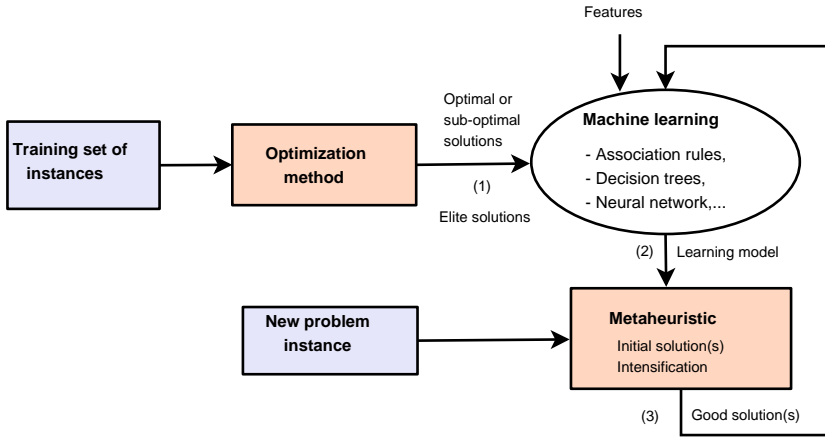 Features
Optimal or
sub-optimal
solutions
Training set of
instances
Optimization
method
(1)
Elite solutions
Machine learning
- Association rules,
- Decision trees,
- Neural network,...
(2)
Learning model
New problem
instance
Metaheuristic
Initial solution(s)
Intensification
(3)
Good solution(s)